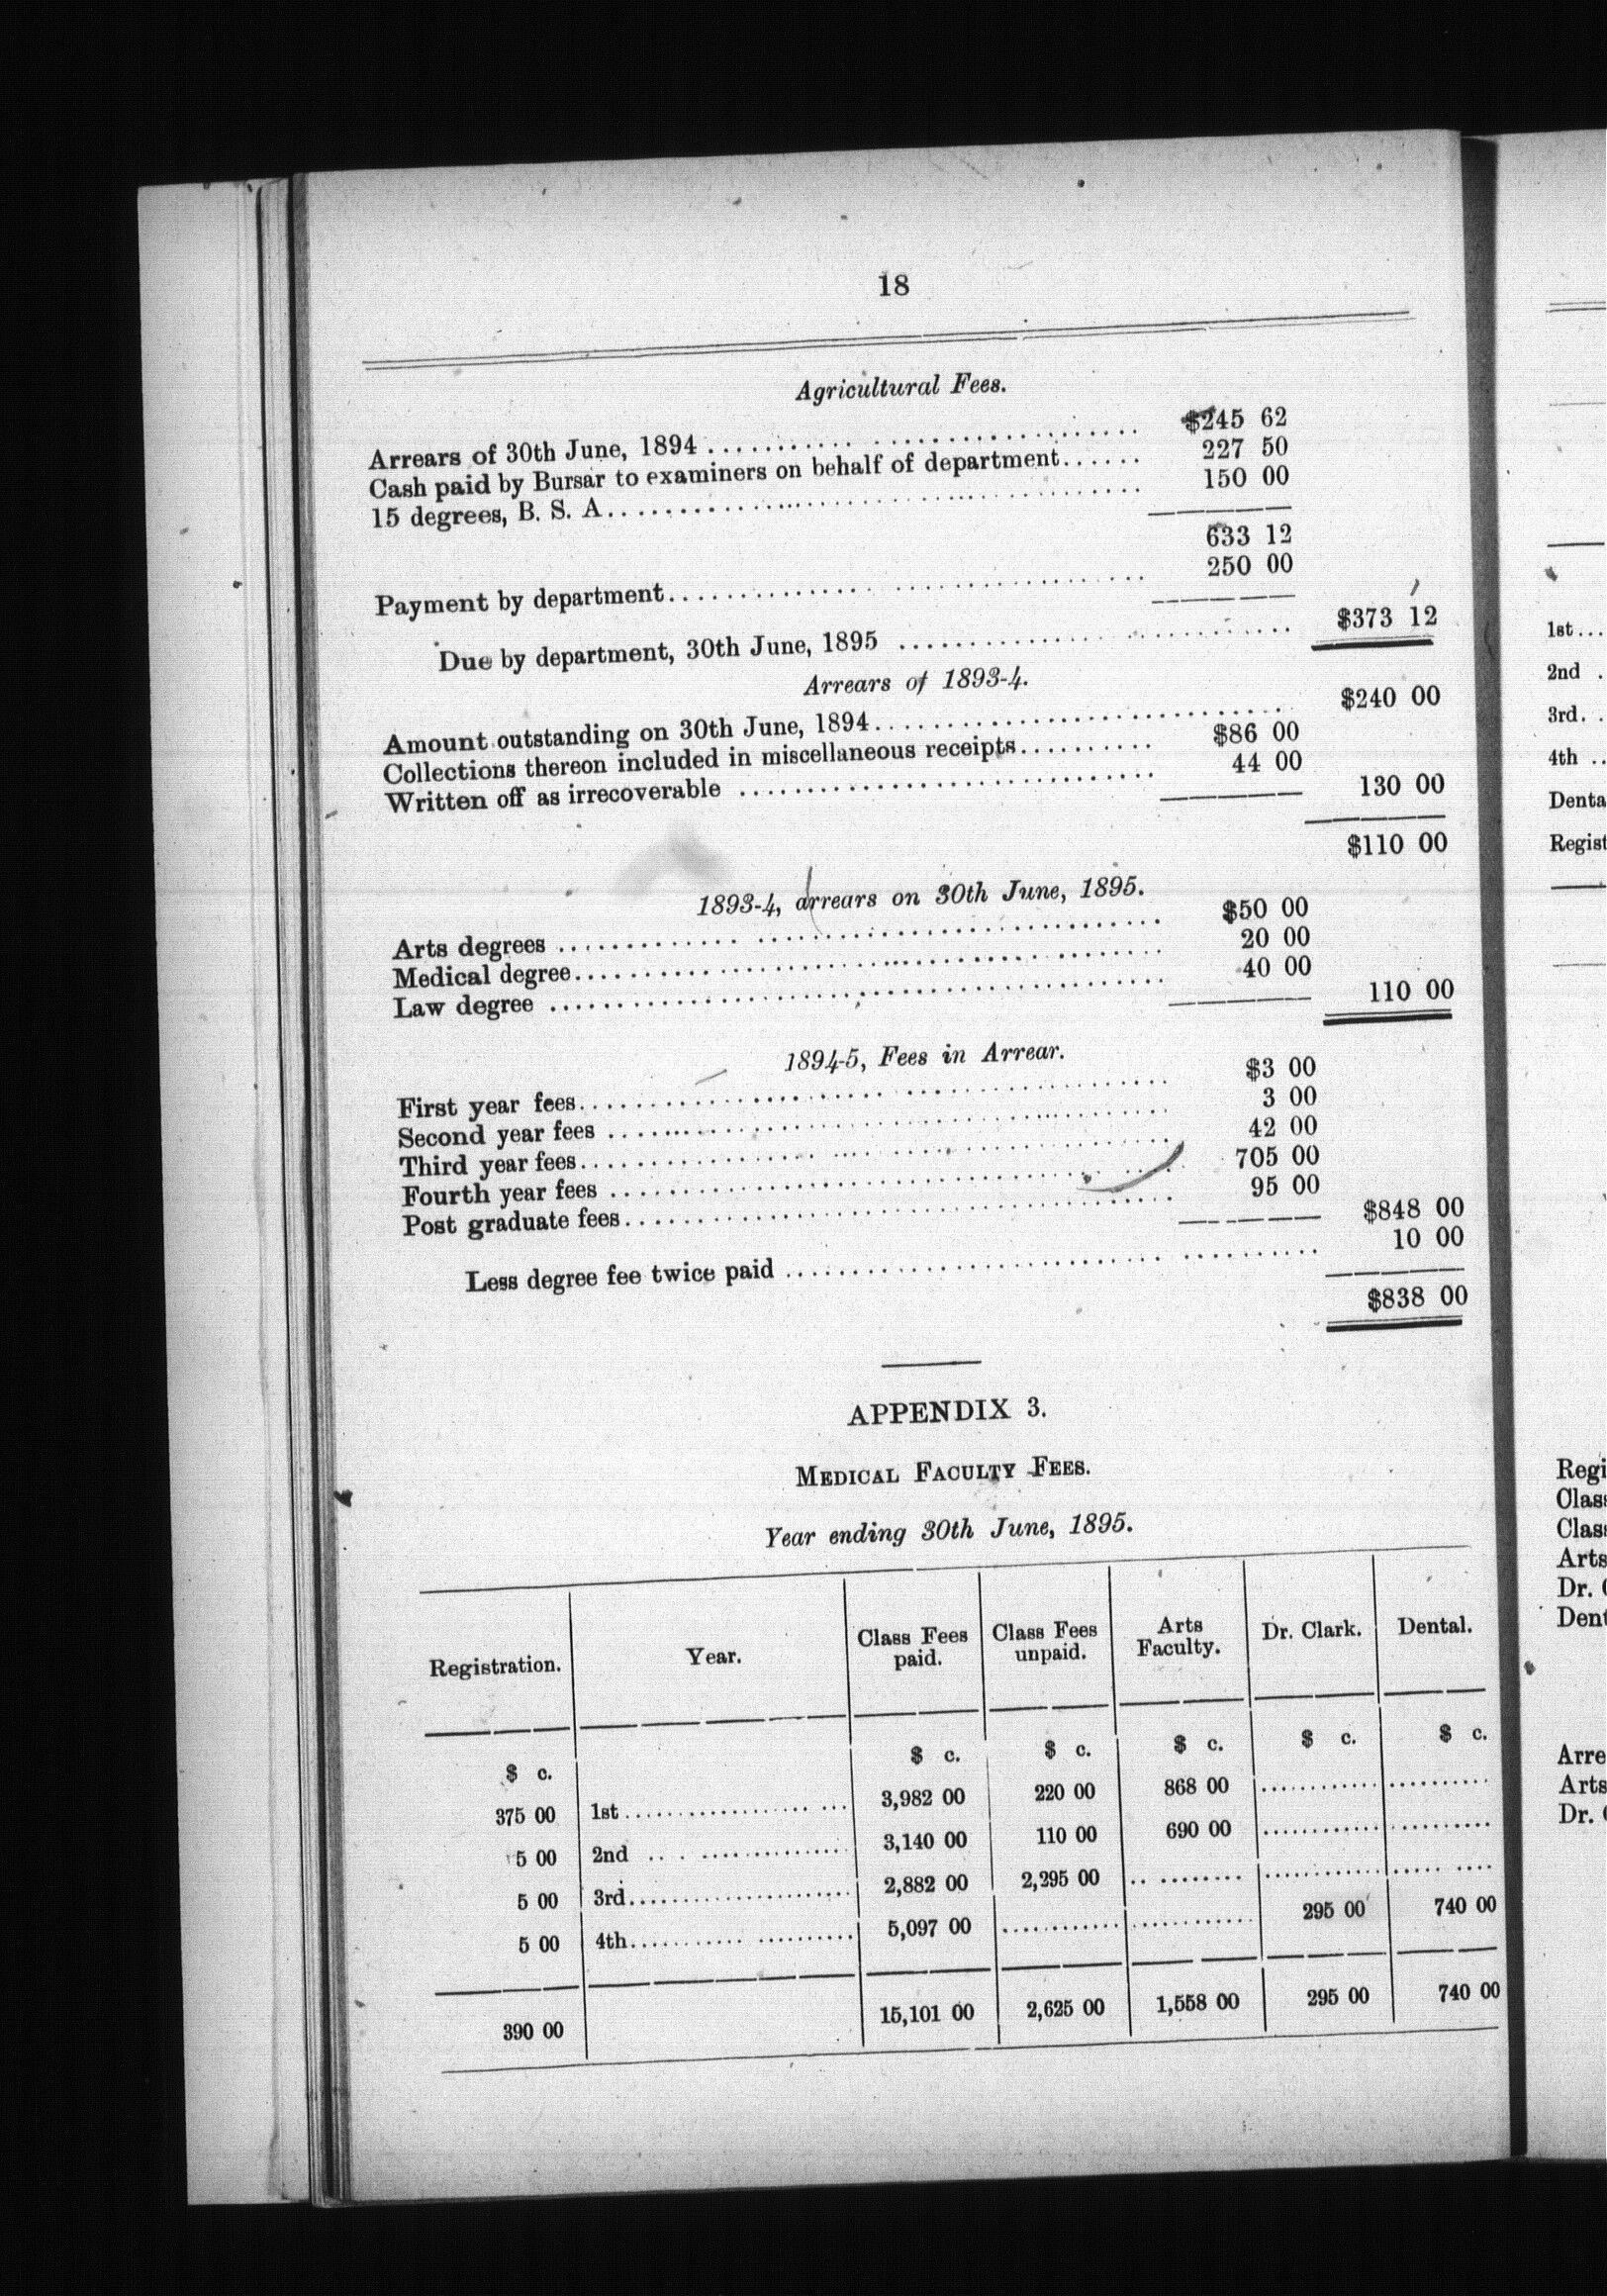 18
Agricultural Fees.
Arrears of 30th June, 1894 $245 62
Cash paid by Bursar to examiners on behalf of department 227 50
15 degrees, B. S. A 150 00
633 12
Payment by department 250 00
Due by department, 30th June, 1895 $373 12
Arrears of 1893-4.
Amount outstanding on 30th June, 1894 $240 00
Collections thereon included in miscellaneous receipts $86 00
Written off as irrecoverable 44 00
130 00
$110 00
1893-4, arrears on 30th June, 1895.
Arts degrees $50 00
Medical degree 20 00
Law degree 40 00
110 00
1894-5, Fees in Arrear.
First year fees $3 00
Second year fees 3 00
Third year fees 42 00
Fourth year fees 705 00
Post graduate fees 95 00
$848 00
Less degree fee twice paid 10 00
$838 00
APPENDIX 3.
MEDICAL FACULTY FEES.
Year ending 30th June, 1895.
Registration. Year. Class Fees paid. Class Fees unpaid. Arts Faculty. Dr. Clark. Dental.
$ c. $ c. $ c. $ c. $ c. $ c.
375 00 1st 3,982 00 220 00 868 00
5 00 2nd 3,140 00 110 00 690 00
5 00 3rd 2,882 00 2,295 00
5 00 4th 5,097 00 295 00 740 00
390 00 15,101 00 2,625 00 1,558 00 295 00 740 00
1st
2nd
3rd
4th
Denta
Regist
Regi
Class
Class
Arts
Dr.
Dent
Arre
Arts
Dr.